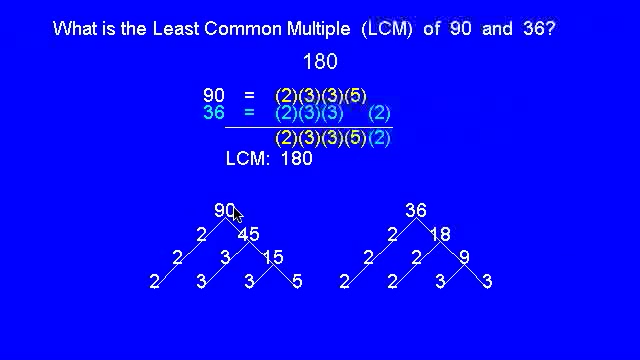 What is the Least Common Multiple (LCM) of 90 and 36?
180
90 = (2)(3)(3)(5)
36 = (2)(3)(3) (2)
(2)(3)(3)(5)(2)
LCM: 180
90 36
2 45 2 18
2 3 15 2 2 9
2 3 3 5 2 2 3 3